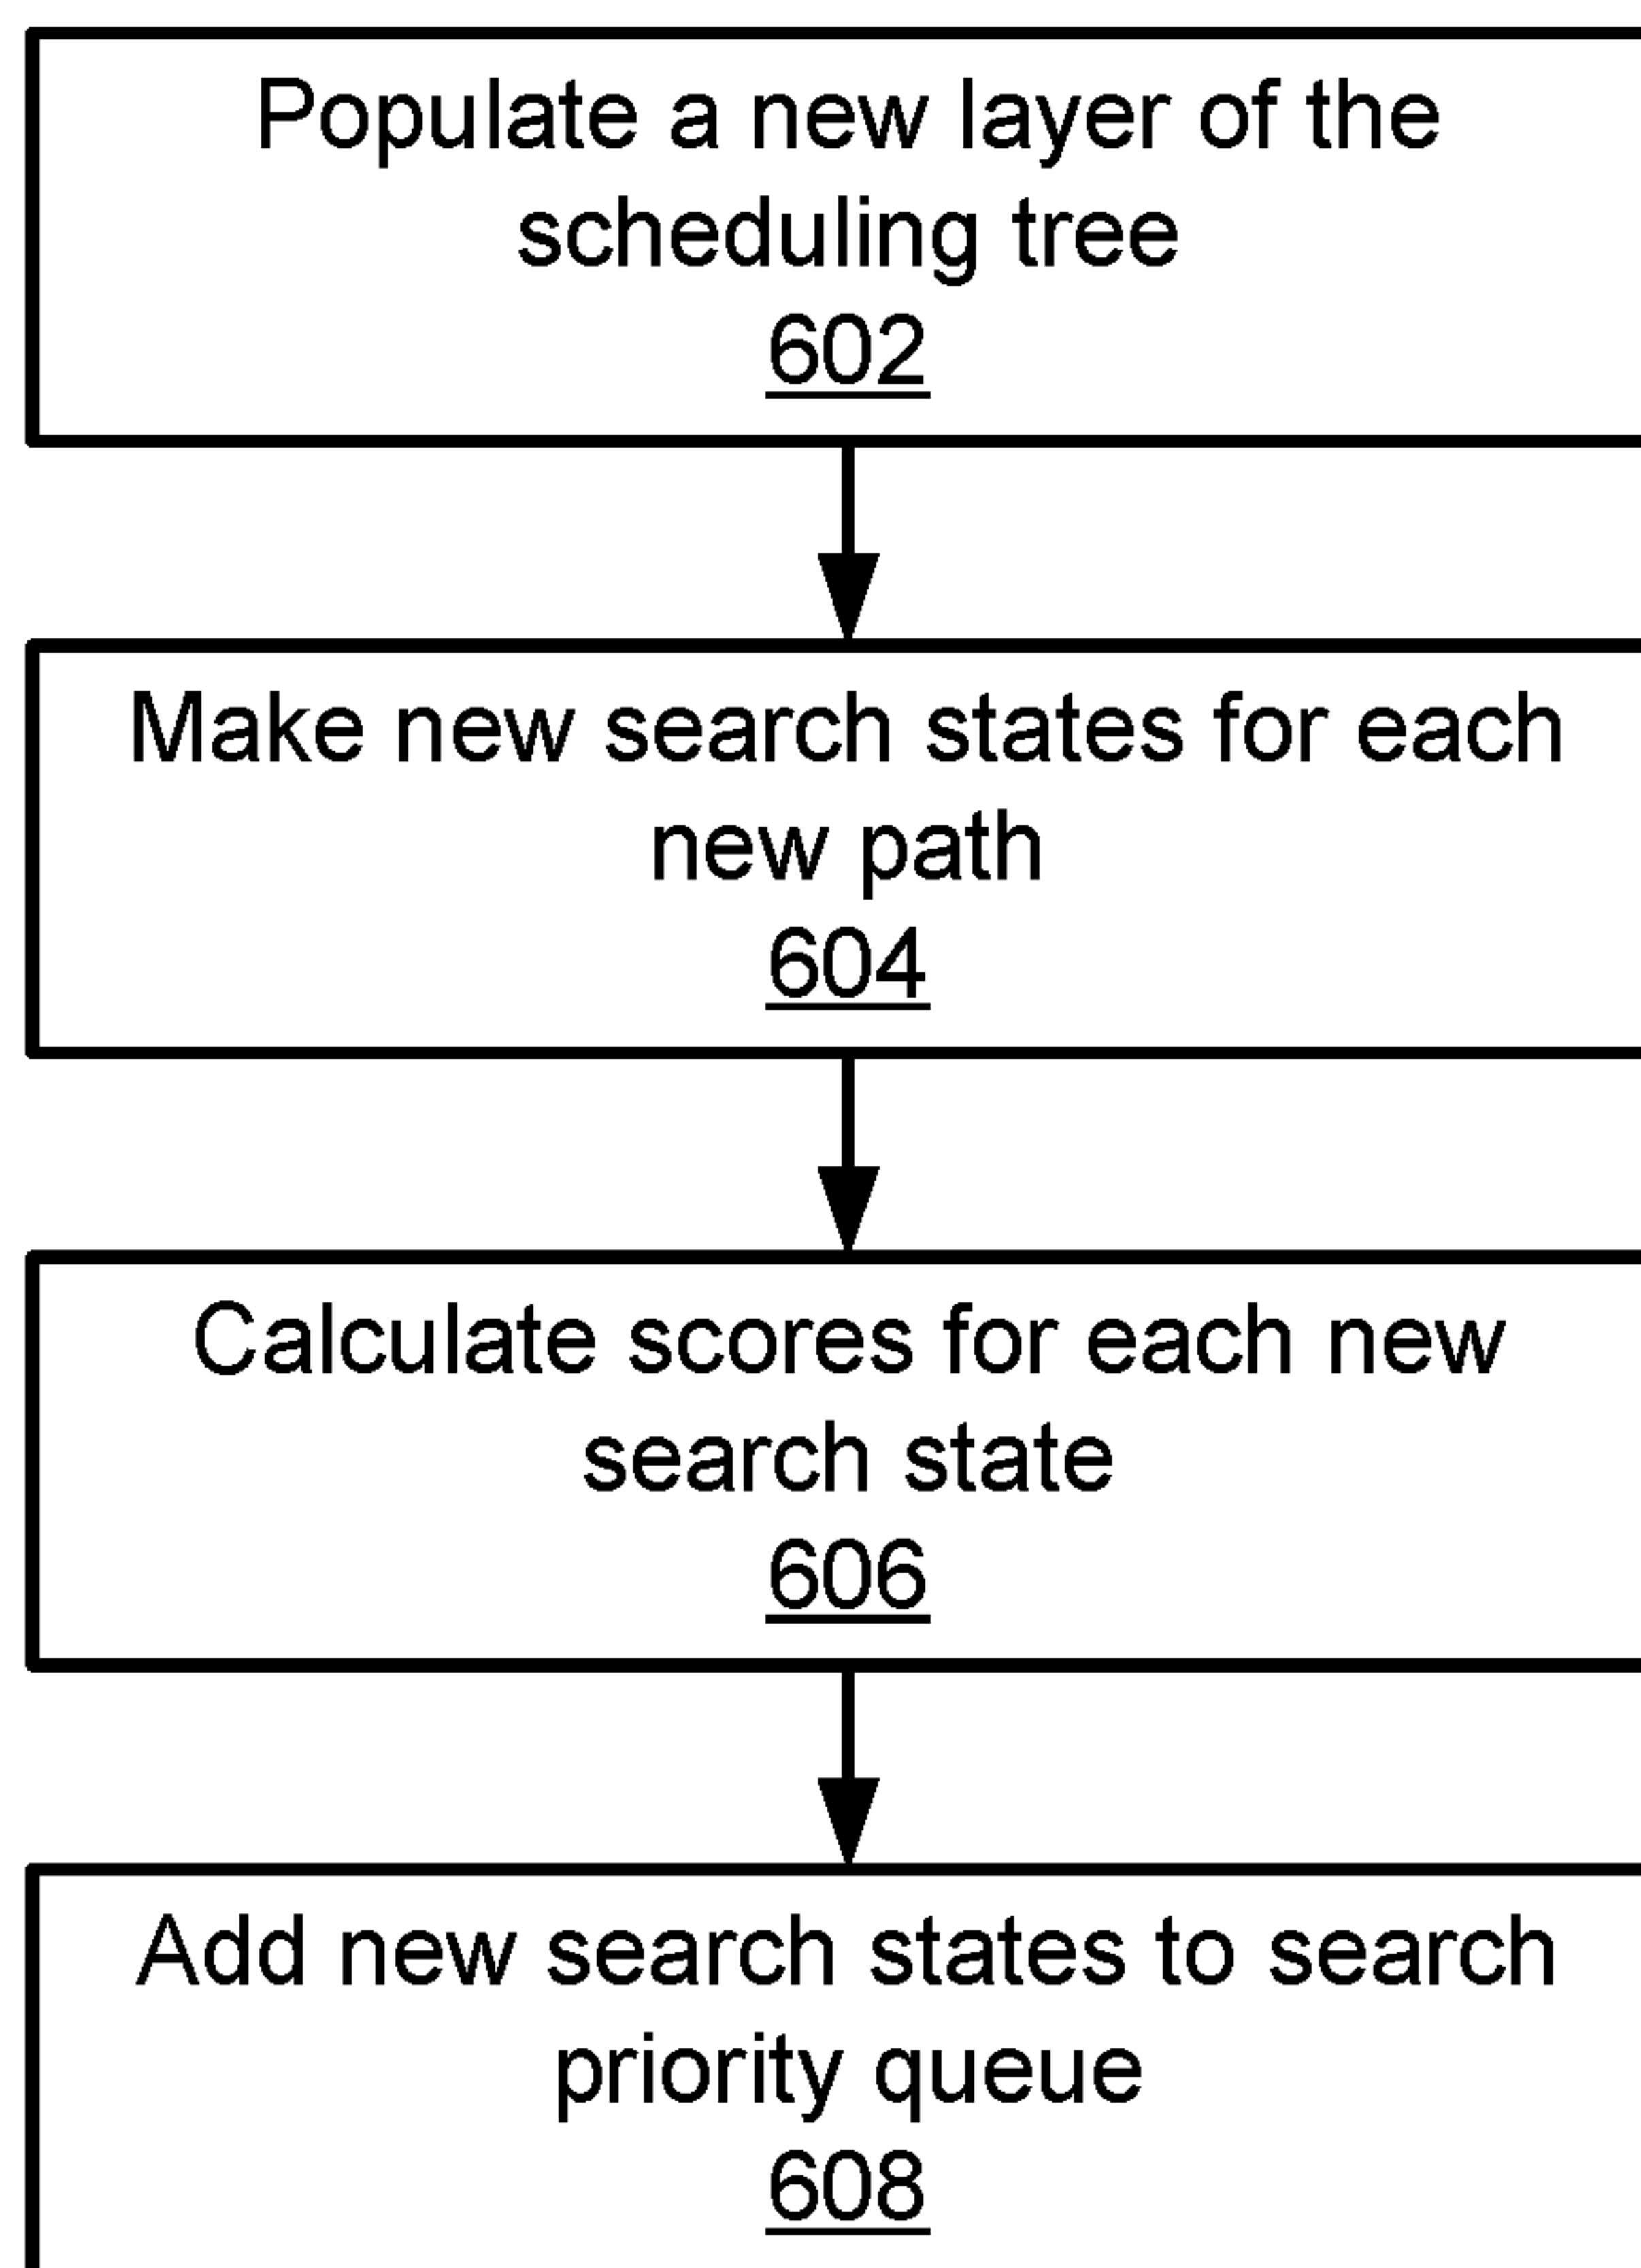 Populate a new layer of the
scheduling tree
602
Make new search states for each
new path
604
Calculate scores for each new
search state
606
Add new search states to search
priority queue
608